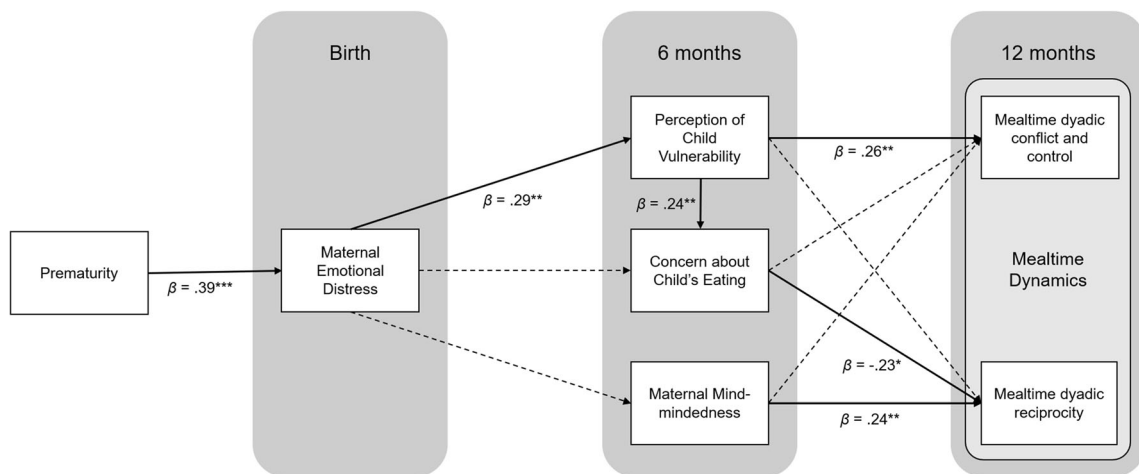 Birth
6 months
12 months
Perception of
Child
Vulnerability
Mealtime dyadic
conflict and
control
β = .26**
β = .29**
β = .24**
Prematurity
β = .39***
Maternal
Emotional
Distress
Concern about
Child's Eating
Mealtime
Dynamics
β = -.23*
Maternal Mind-
mindedness
β = .24**
Mealtime dyadic
reciprocity